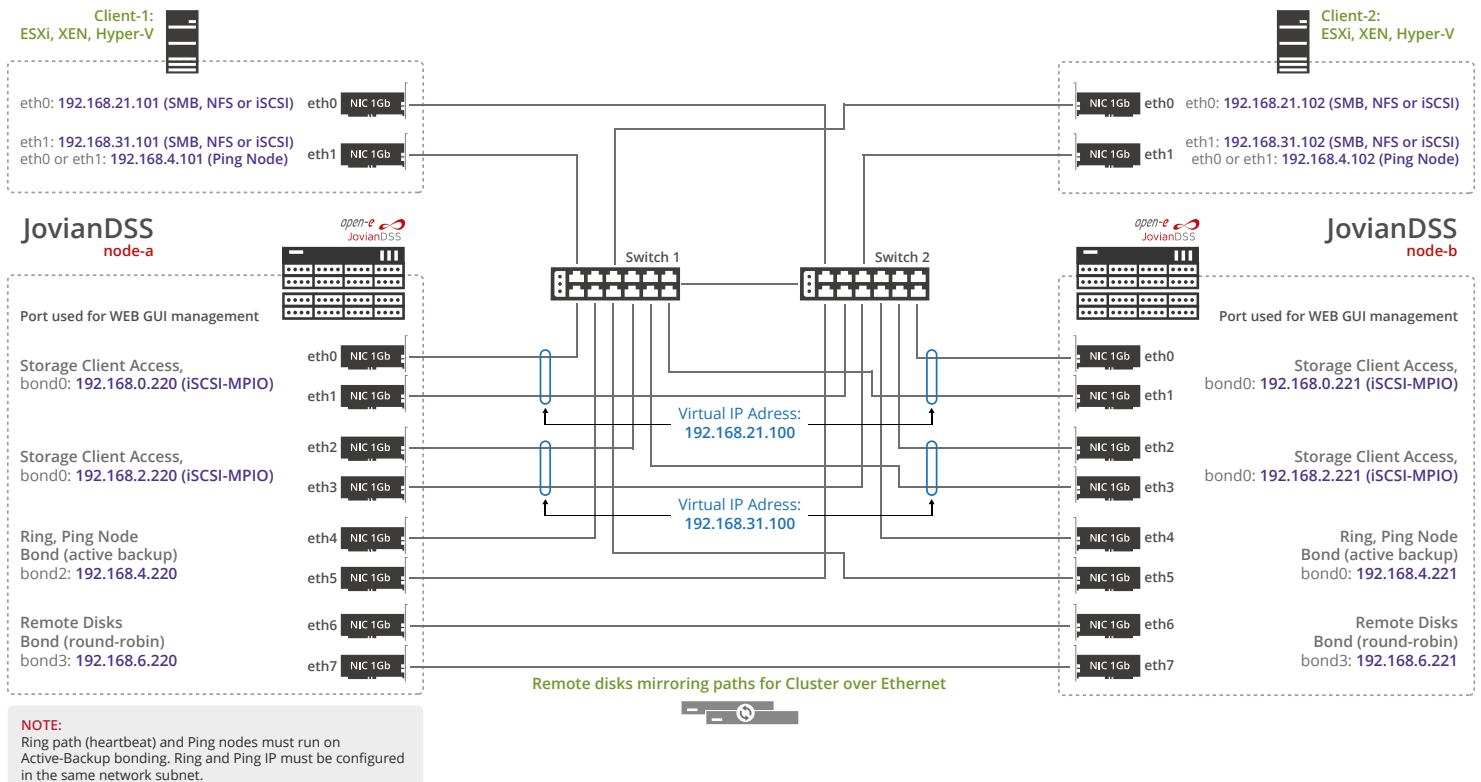 Client-1:
ESXi, XEN, Hyper-V
eth0: 192.168.21.101 (SMB, NFS or iSCSI)
eth0
NIC 1Gb
eth1: 192.168.31.101 (SMB, NFS or iSCSI)
eth0 or eth1: 192.168.4.101 (Ping Node)
eth1
NIC 1Gb
Client-2:
ESXi, XEN, Hyper-V
NIC 1Gb
eth0
eth0: 192.168.21.102 (SMB, NFS or iSCSI)
NIC 1Gb
eth1
eth1: 192.168.31.102 (SMB, NFS or iSCSI)
eth0 or eth1: 192.168.4.102 (Ping Node)
JovianDSS
node-a
open-e
JovianDSS
Port used for WEB GUI management
Storage Client Access,
bond0: 192.168.0.220 (iSCSI-MPIO)
eth0
NIC 1Gb
eth1
NIC 1Gb
Storage Client Access,
bond0: 192.168.2.220 (iSCSI-MPIO)
eth2
NIC 1Gb
eth3
NIC 1Gb
Ring, Ping Node
Bond (active backup)
bond2: 192.168.4.220
eth4
NIC 1Gb
eth5
NIC 1Gb
Remote Disks
Bond (round-robin)
bond3: 192.168.6.220
eth6
NIC 1Gb
eth7
NIC 1Gb
Switch 1
Switch 2
Virtual IP Adress:
192.168.21.100
Virtual IP Adress:
192.168.31.100
Remote disks mirroring paths for Cluster over Ethernet
open-e
JovianDSS
JovianDSS
node-b
Port used for WEB GUI management
NIC 1Gb
eth0
NIC 1Gb
eth1
Storage Client Access,
bond0: 192.168.0.221 (iSCSI-MPIO)
NIC 1Gb
eth2
NIC 1Gb
eth3
Storage Client Access,
bond0: 192.168.2.221 (iSCSI-MPIO)
NIC 1Gb
eth4
NIC 1Gb
eth5
Ring, Ping Node
Bond (active backup)
bond0: 192.168.4.221
NIC 1Gb
eth6
NIC 1Gb
eth7
Remote Disks
Bond (round-robin)
bond3: 192.168.6.221
NOTE:
Ring path (heartbeat) and Ping nodes must run on
Active-Backup bonding. Ring and Ping IP must be configured
in the same network subnet.